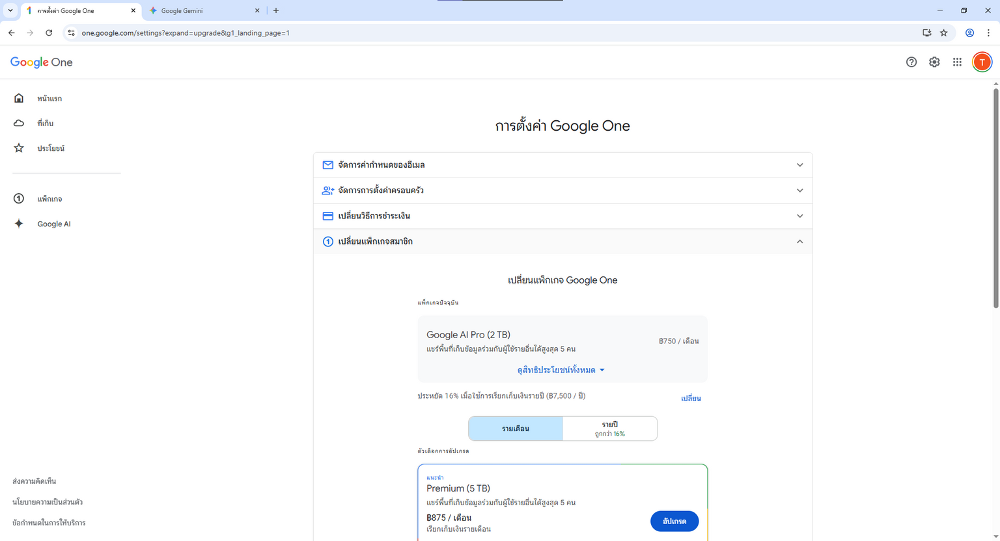 การตั้งค่า Google One
Google Gemini
one.google.com/settings?expand=upgrade&g1_landing_page=1
Google One
T
หน้าแรก
ที่เก็บ
ประโยชน์
แพ็กเกจ
Google AI
ส่งความคิดเห็น
นโยบายความเป็นส่วนตัว
ข้อกำหนดในการให้บริการ
การตั้งค่า Google One
จัดการค่ากำหนดของอีเมล
จัดการการตั้งค่าครอบครัว
เปลี่ยนวิธีการชำระเงิน
เปลี่ยนแพ็กเกจสมาชิก
เปลี่ยนแพ็กเกจ Google One
แพ็กเกจปัจจุบัน
Google AI Pro (2 TB)
แชร์พื้นที่เก็บข้อมูลร่วมกับผู้ใช้รายอื่นได้สูงสุด 5 คน
฿750 / เดือน
ดูสิทธิประโยชน์ทั้งหมด
ประหยัด 16% เมื่อใช้การเรียกเก็บเงินรายปี (฿7,500 / ปี)
เปลี่ยน
รายเดือน
รายปี
ถูกกว่า 16%
ตัวเลือกการอัปเกรด
แนะนำ
Premium (5 TB)
แชร์พื้นที่เก็บข้อมูลร่วมกับผู้ใช้รายอื่นได้สูงสุด 5 คน
฿875 / เดือน
เรียกเก็บเงินรายเดือน
อัปเกรด